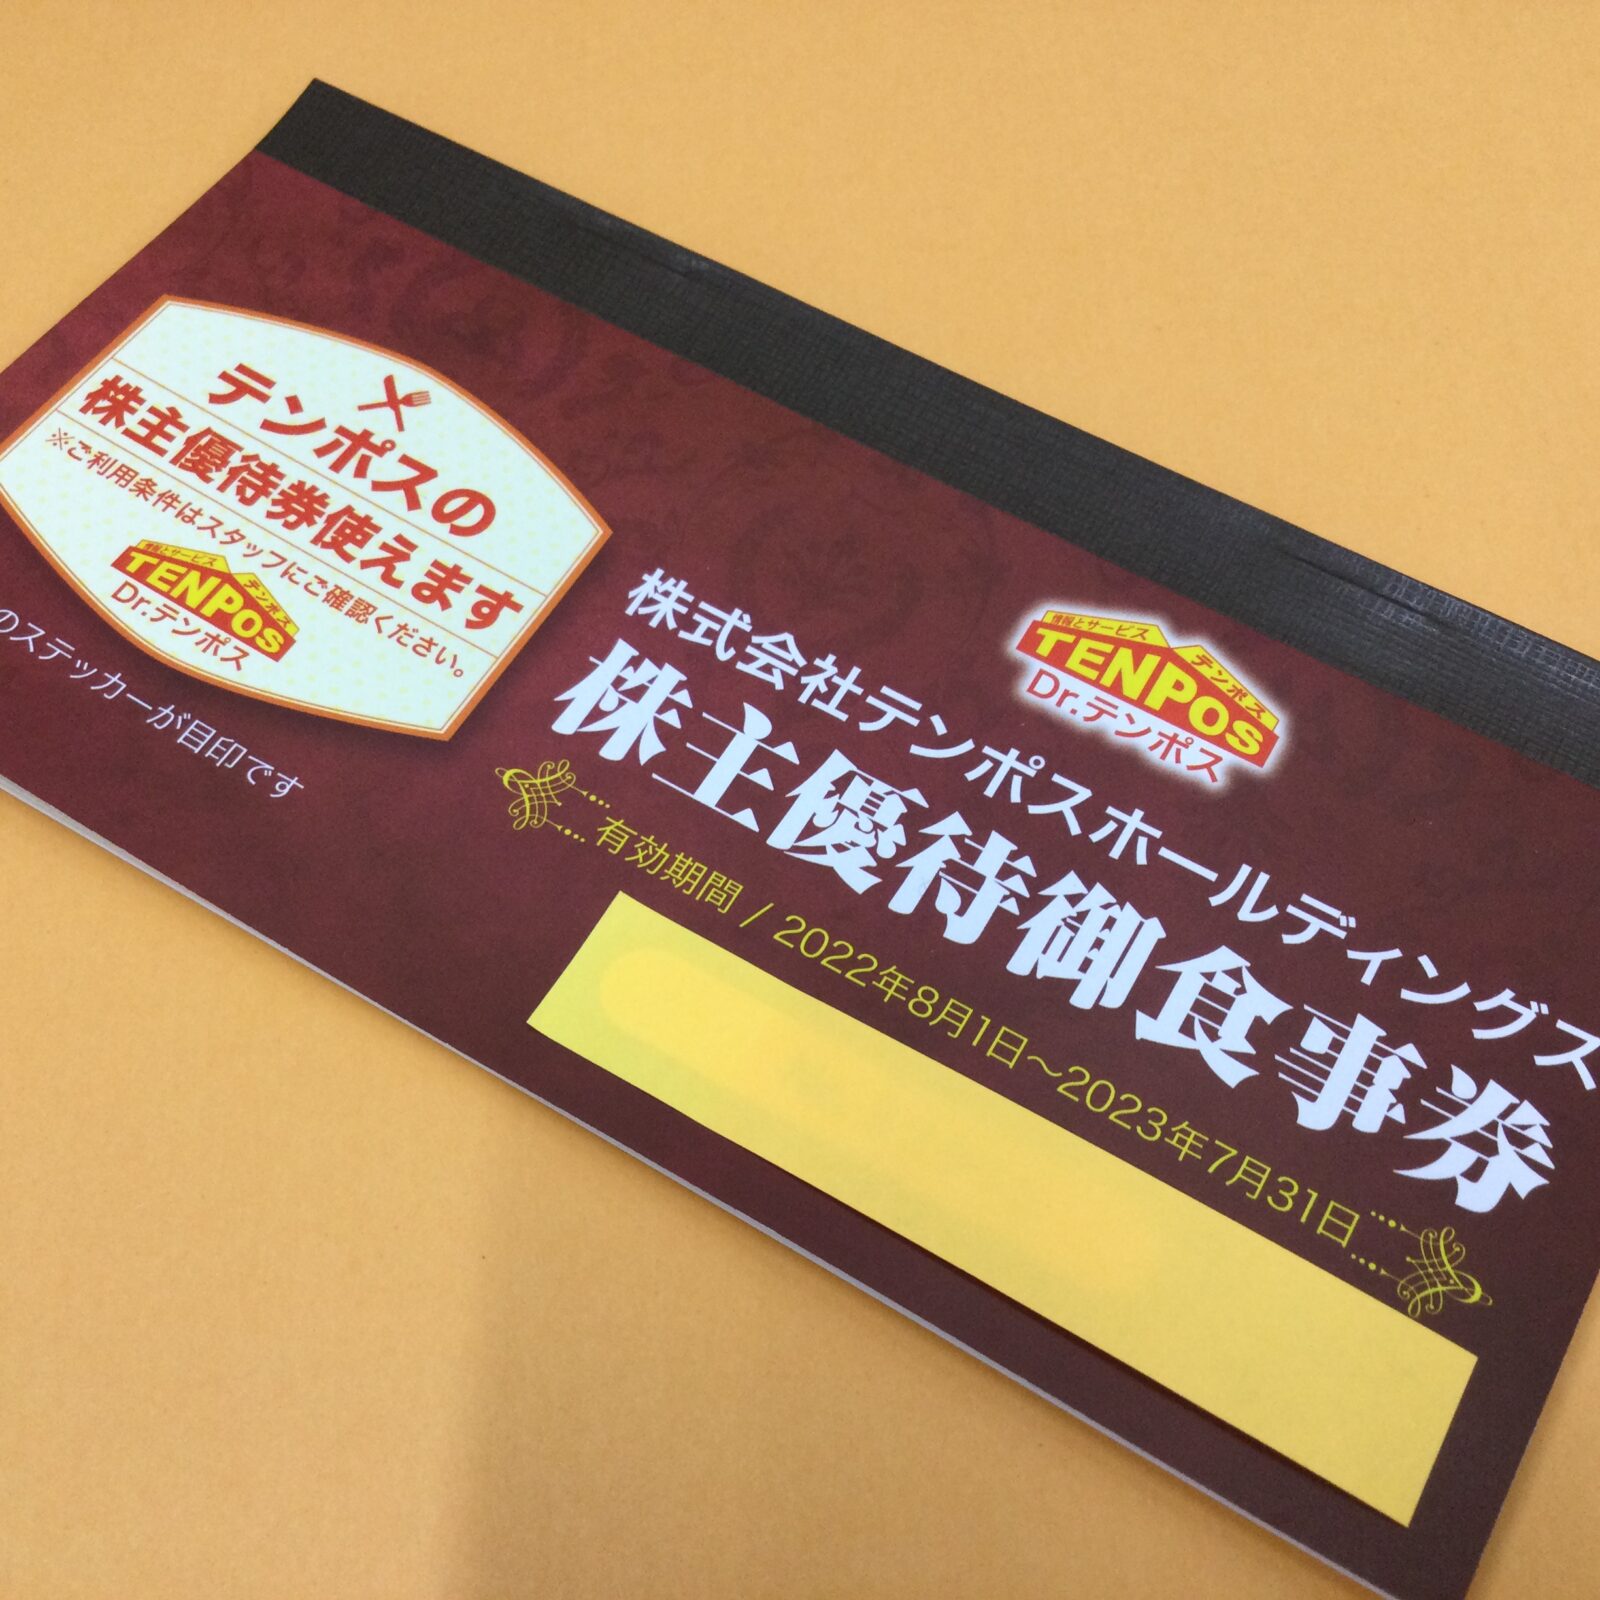 テンポスの
株主優待券使えます
※ご利用条件はスタッフにご確認ください。
情報とサービス
テンポス
TENPOS
Dr.テンポス
のステッカーが目印です
情報とサービス
テンポス
TENPOS
Dr.テンポス
株式会社テンポスホールディングス
株主優待御食事券
有効期間 / 2022年8月1日～2023年7月31日